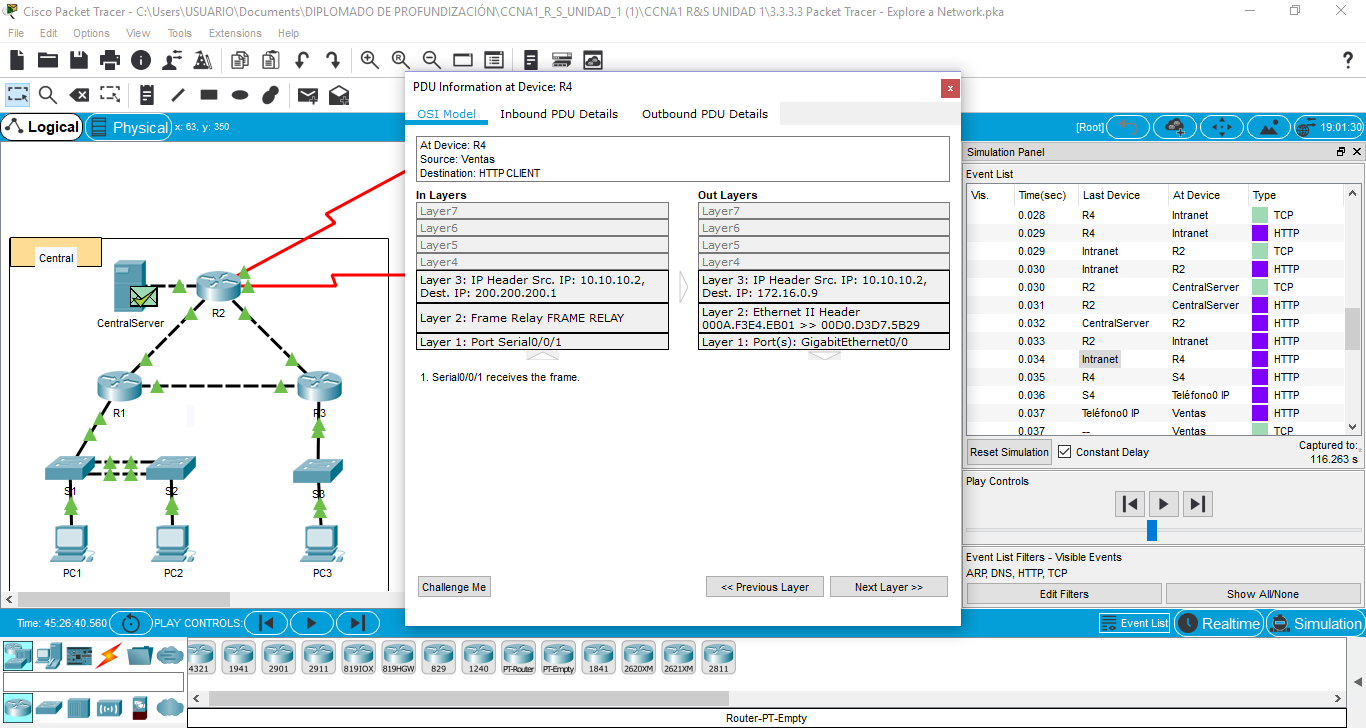 Cisco Packet Tracer - C:\Users\USUARIO\Documents\DIPLOMADO DE PROFUNDIZACIÓN\CCNA1_R_S_UNIDAD_1 (1)\CCNA1 R&S UNIDAD 1\3.3.3.3 Packet Tracer - Explore a Network.pka
File Edit Options View Tools Extensions Help
Logical Physical x: 63, y: 350
[Root] 19:01:30
Central
CentralServer
R2
R1
R3
S1
S2
S3
PC1
PC2
PC3
PDU Information at Device: R4
OSI Model Inbound PDU Details Outbound PDU Details
At Device: R4
Source: Ventas
Destination: HTTP CLIENT
In Layers
Layer7
Layer6
Layer5
Layer4
Layer 3: IP Header Src. IP: 10.10.10.2,
Dest. IP: 200.200.200.1
Layer 2: Frame Relay FRAME RELAY
Layer 1: Port Serial0/0/1
Out Layers
Layer7
Layer6
Layer5
Layer4
Layer 3: IP Header Src. IP: 10.10.10.2,
Dest. IP: 172.16.0.9
Layer 2: Ethernet II Header
000A.F3E4.EB01 >> 00D0.D3D7.5B29
Layer 1: Port(s): GigabitEthernet0/0
1. Serial0/0/1 receives the frame.
Challenge Me << Previous Layer Next Layer >>
Simulation Panel
Event List
Vis. Time(sec) Last Device At Device Type
0.028 R4 Intranet TCP
0.029 R4 Intranet HTTP
0.029 Intranet R2 TCP
0.030 Intranet R2 HTTP
0.030 R2 CentralServer TCP
0.031 R2 CentralServer HTTP
0.032 CentralServer R2 HTTP
0.033 R2 Intranet HTTP
0.034 Intranet R4 HTTP
0.035 R4 S4 HTTP
0.036 S4 Teléfono0 IP HTTP
0.037 Teléfono0 IP Ventas HTTP
0.037 -- Ventas TCP
Reset Simulation Constant Delay Captured to:
116.263 s
Play Controls
Event List Filters - Visible Events
ARP, DNS, HTTP, TCP
Edit Filters Show All/None
Time: 45:26:40.560 PLAY CONTROLS: Event List Realtime Simulation
4321 1941 2901 2911 819IOX 819HGW 829 1240 PT-Router PT-Empty 1841 2620XM 2621XM 2811
Router-PT-Empty